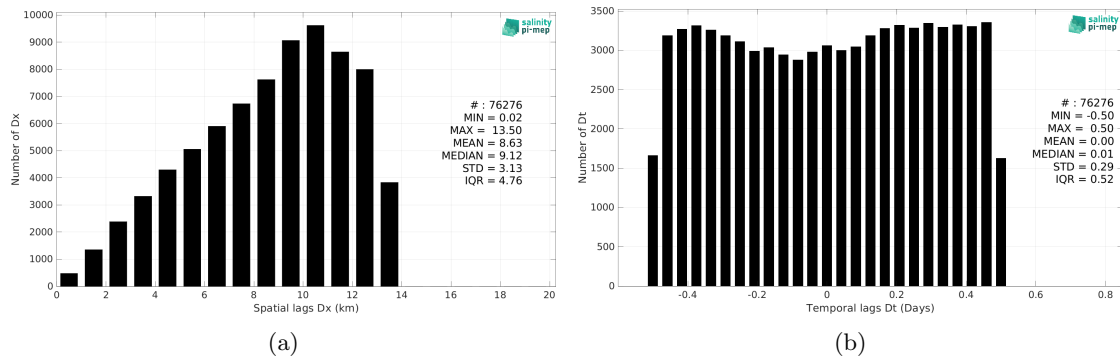 10000
9000
8000
7000
6000
5000
4000
3000
2000
1000
0
Number of Dx
salinity
pi-mep
# : 76276
MIN = 0.02
MAX = 13.50
MEAN = 8.63
MEDIAN = 9.12
STD = 3.13
IQR = 4.76
0 2 4 6 8 10 12 14 16 18 20
Spatial lags Dx (km)
(a)
3500
3000
2500
2000
1500
1000
500
0
Number of Dt
salinity
pi-mep
# : 76276
MIN = -0.50
MAX = 0.50
MEAN = 0.00
MEDIAN = 0.01
STD = 0.29
IQR = 0.52
-0.4 -0.2 0 0.2 0.4 0.6 0.8
Temporal lags Dt (Days)
(b)